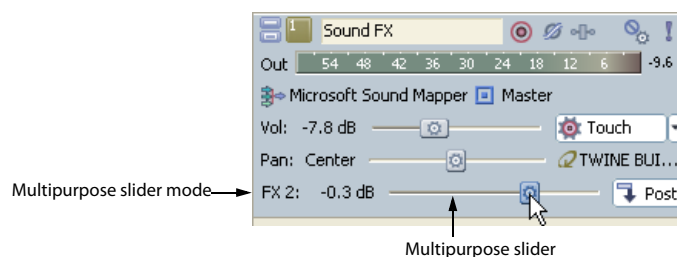 1 Sound FX
Out 54 48 42 36 30 24 18 12 6 -9.6
Microsoft Sound Mapper Master
Vol: -7.8 dB Touch
Pan: Center TWINE BUI...
Multipurpose slider mode FX 2: -0.3 dB Post
Multipurpose slider